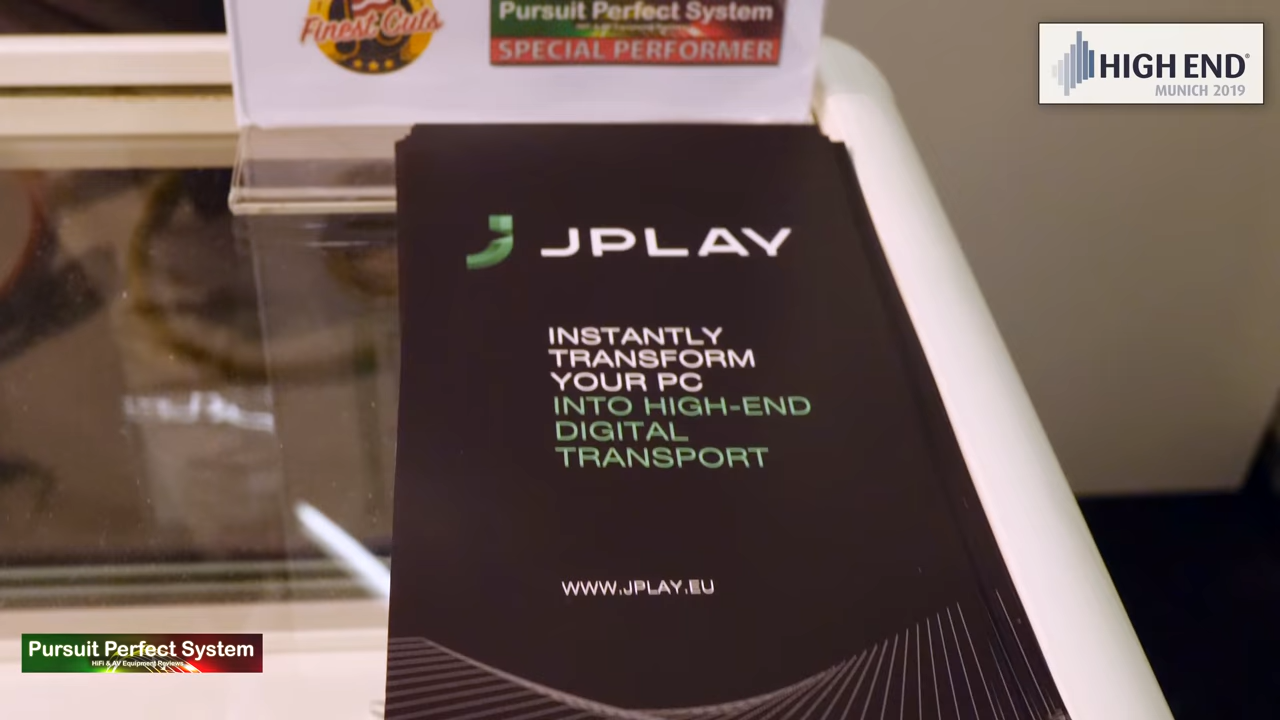 Finest Cuts
Pursuit Perfect System
SPECIAL PERFORMER
HIGH END®
MUNICH 2019
JPLAY
INSTANTLY
TRANSFORM
YOUR PC
INTO HIGH-END
DIGITAL
TRANSPORT
WWW.JPLAY.EU
Pursuit Perfect System
HiFi & AV Equipment Reviews